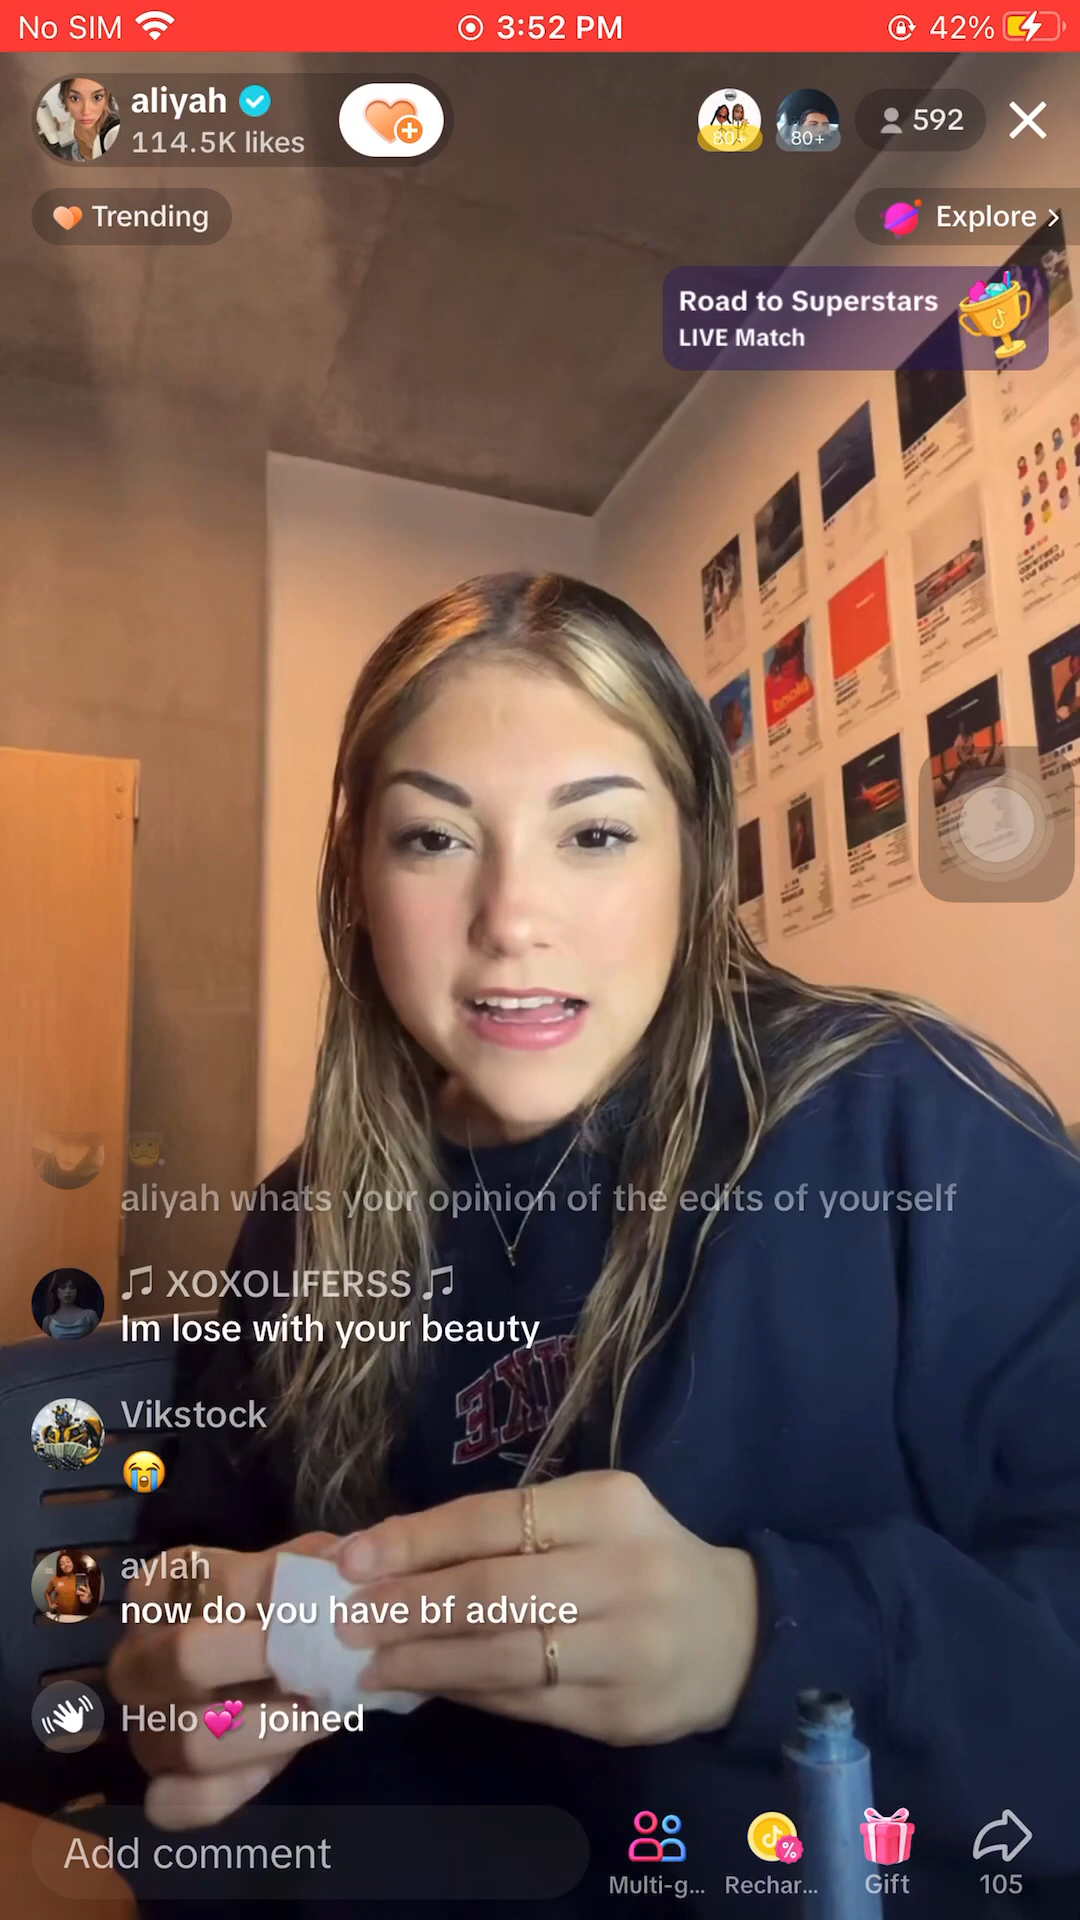 No SIM 3:52 PM 42%
aliyah
114.5K likes
80+ 80+
592
Trending
Explore >
Road to Superstars
LIVE Match
aliyah whats your opinion of the edits of yourself
♫ XOXOLIFERSS ♫
Im lose with your beauty
Vikstock
😭
aylah
now do you have bf advice
Helo💞 joined
Add comment
Multi-g...
Rechar...
Gift
105